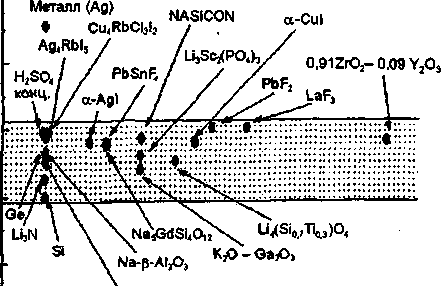 Металл (Ag)
Cu₄RbCl₃I₂
Ag₄RbI₅
H₂SO₄
конц.
α-AgI
PbSnF₄
NASICON
Li₃Sc₂(PO₄)₃
α-CuI
PbF₂
LaF₃
0,91ZrO₂– 0,09 Y₂O₃
Ge
Li₃N
Si
Na-β-Al₂O₃
Na₅GdSi₄O₁₂
K₂O – Ga₂O₃
Li₄(Si₀,₇Ti₀,₃)O₄